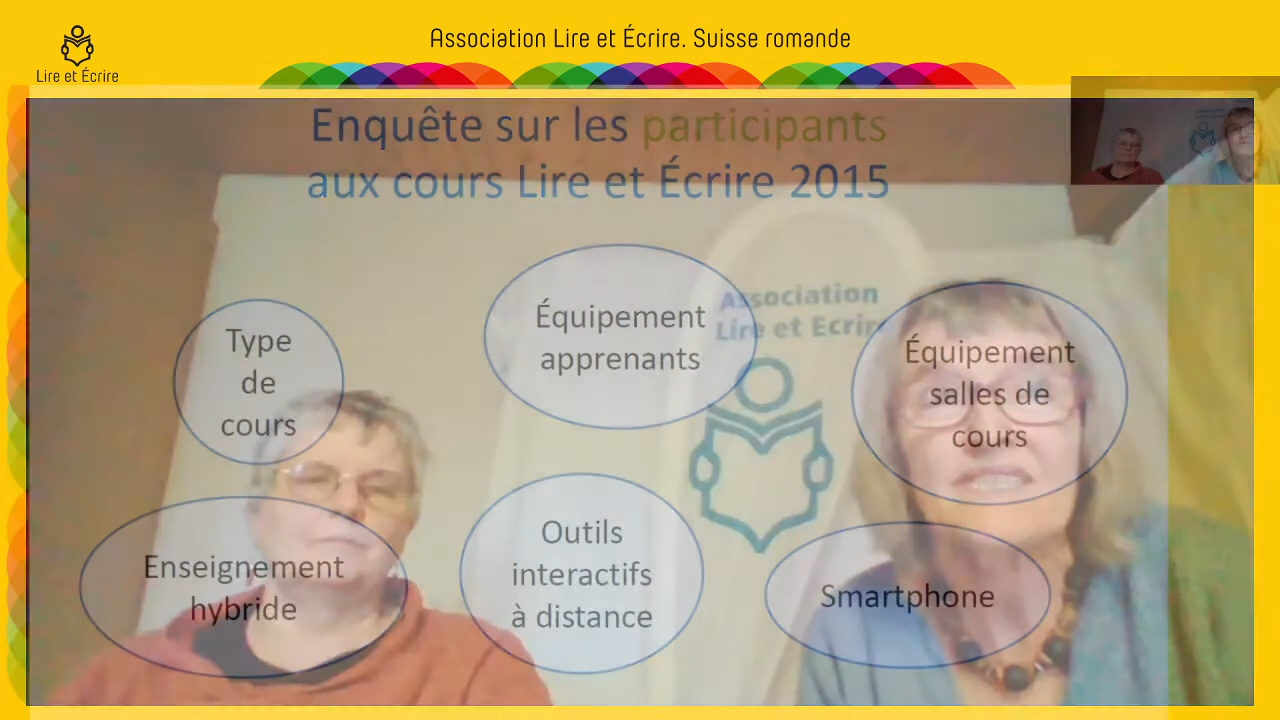 Association Lire et Écrire. Suisse romande
Lire et Écrire
Enquête sur les participants
aux cours Lire et Écrire 2015
Type
de
cours
Équipement
apprenants
Association
Lire et Ecrire
Équipement
salles de
cours
Enseignement
hybride
Outils
interactifs
à distance
Smartphone